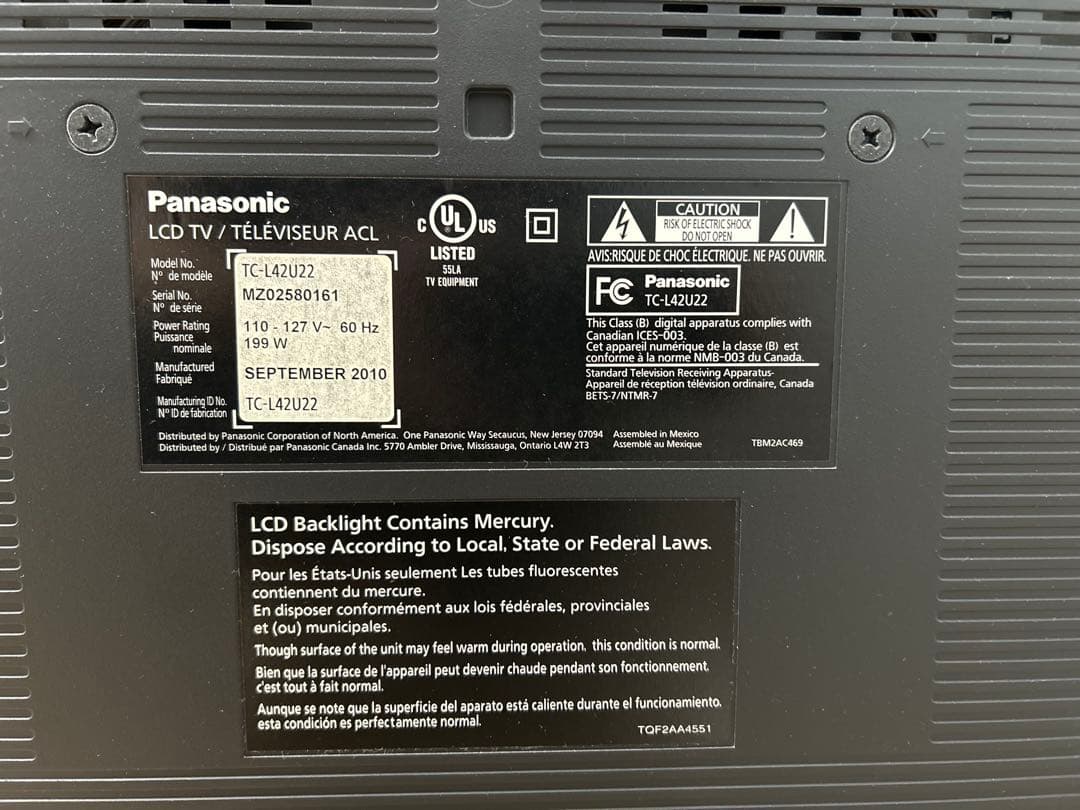 Panasonic
LCD TV / TÉLÉVISEUR ACL
Model No.
N° de modèle
TC-L42U22
Serial No.
N° de série
MZ02580161
Power Rating
Puissance
nominale
110 - 127 V~ 60 Hz
199 W
Manufactured
Fabriqué
SEPTEMBER 2010
Manufacturing ID No.
N° ID de fabrication
TC-L42U22
C UL US
LISTED
55LA
TV EQUIPMENT
CAUTION
RISK OF ELECTRIC SHOCK
DO NOT OPEN
AVIS:RISQUE DE CHOC ÉLECTRIQUE. NE PAS OUVRIR.
FC Panasonic
TC-L42U22
This Class (B) digital apparatus complies with
Canadian ICES-003.
Cet appareil numérique de la classe (B) est
conforme à la norme NMB-003 du Canada.
Standard Television Receiving Apparatus-
Appareil de réception télévision ordinaire, Canada
BETS-7/NTMR-7
Distributed by Panasonic Corporation of North America. One Panasonic Way Secaucus, New Jersey 07094 Assembled in Mexico
Distributed by / Distribué par Panasonic Canada Inc. 5770 Ambler Drive, Mississauga, Ontario L4W 2T3 Assemblé au Mexique
TBM2AC469
LCD Backlight Contains Mercury.
Dispose According to Local, State or Federal Laws.
Pour les États-Unis seulement Les tubes fluorescentes
contiennent du mercure.
En disposer conformément aux lois fédérales, provinciales
et (ou) municipales.
Though surface of the unit may feel warm during operation, this condition is normal.
Bien que la surface de l'appareil peut devenir chaude pendant son fonctionnement,
c'est tout à fait normal.
Aunque se note que la superficie del aparato está caliente durante el funcionamiento.
esta condición es perfectamente normal.
TQF2AA4551